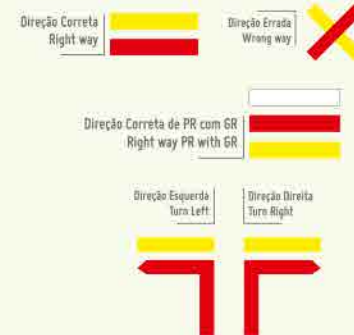 Direção Correta
Right way
Direção Errada
Wrong way
Direção Correta de PR com GR
Right way PR with GR
Direção Esquerda
Turn Left
Direção Direita
Turn Right